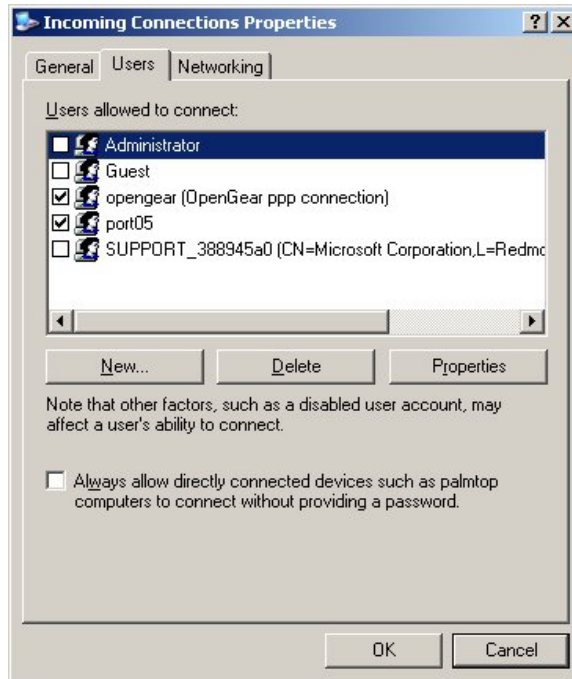 Incoming Connections Properties
General Users Networking
Users allowed to connect:
Administrator
Guest
opengear (OpenGear ppp connection)
port05
SUPPORT_388945a0 (CN=Microsoft Corporation,L=Redmo
New... Delete Properties
Note that other factors, such as a disabled user account, may
affect a user's ability to connect.
Always allow directly connected devices such as palmtop
computers to connect without providing a password.
OK Cancel